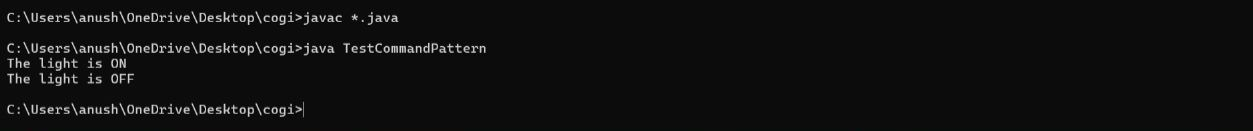 C:\Users\anush\OneDrive\Desktop\cogi>javac *.java
C:\Users\anush\OneDrive\Desktop\cogi>java TestCommandPattern
The light is ON
The light is OFF
C:\Users\anush\OneDrive\Desktop\cogi>